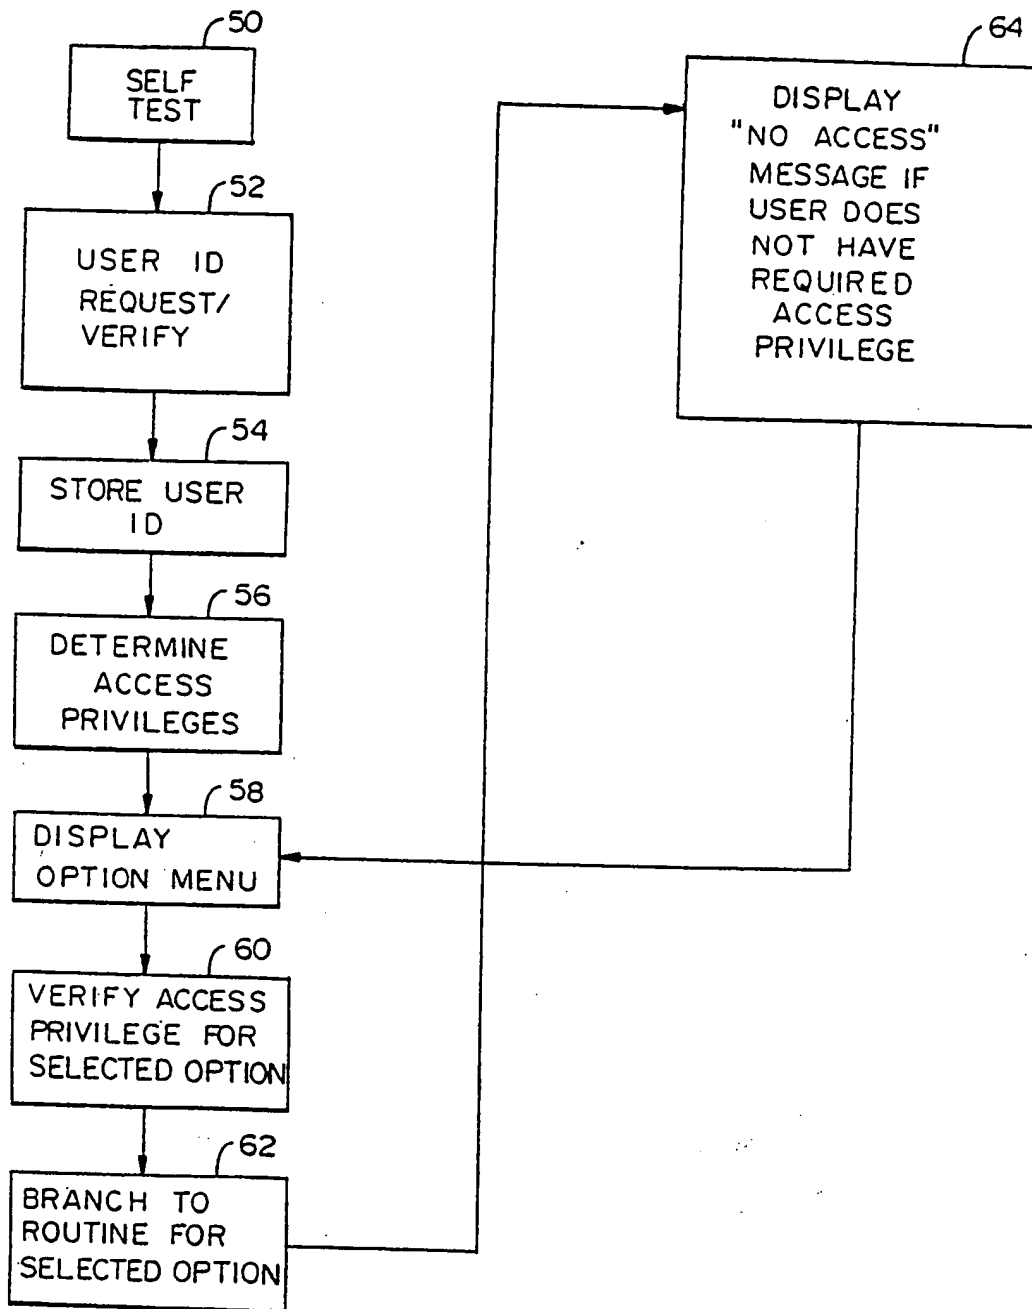 50
SELF
TEST
52
USER ID
REQUEST/
VERIFY
54
STORE USER
ID
56
DETERMINE
ACCESS
PRIVILEGES
58
DISPLAY
OPTION MENU
60
VERIFY ACCESS
PRIVILEGE FOR
SELECTED OPTION
62
BRANCH TO
ROUTINE FOR
SELECTED OPTION
64
DISPLAY
"NO ACCESS"
MESSAGE IF
USER DOES
NOT HAVE
REQUIRED
ACCESS
PRIVILEGE